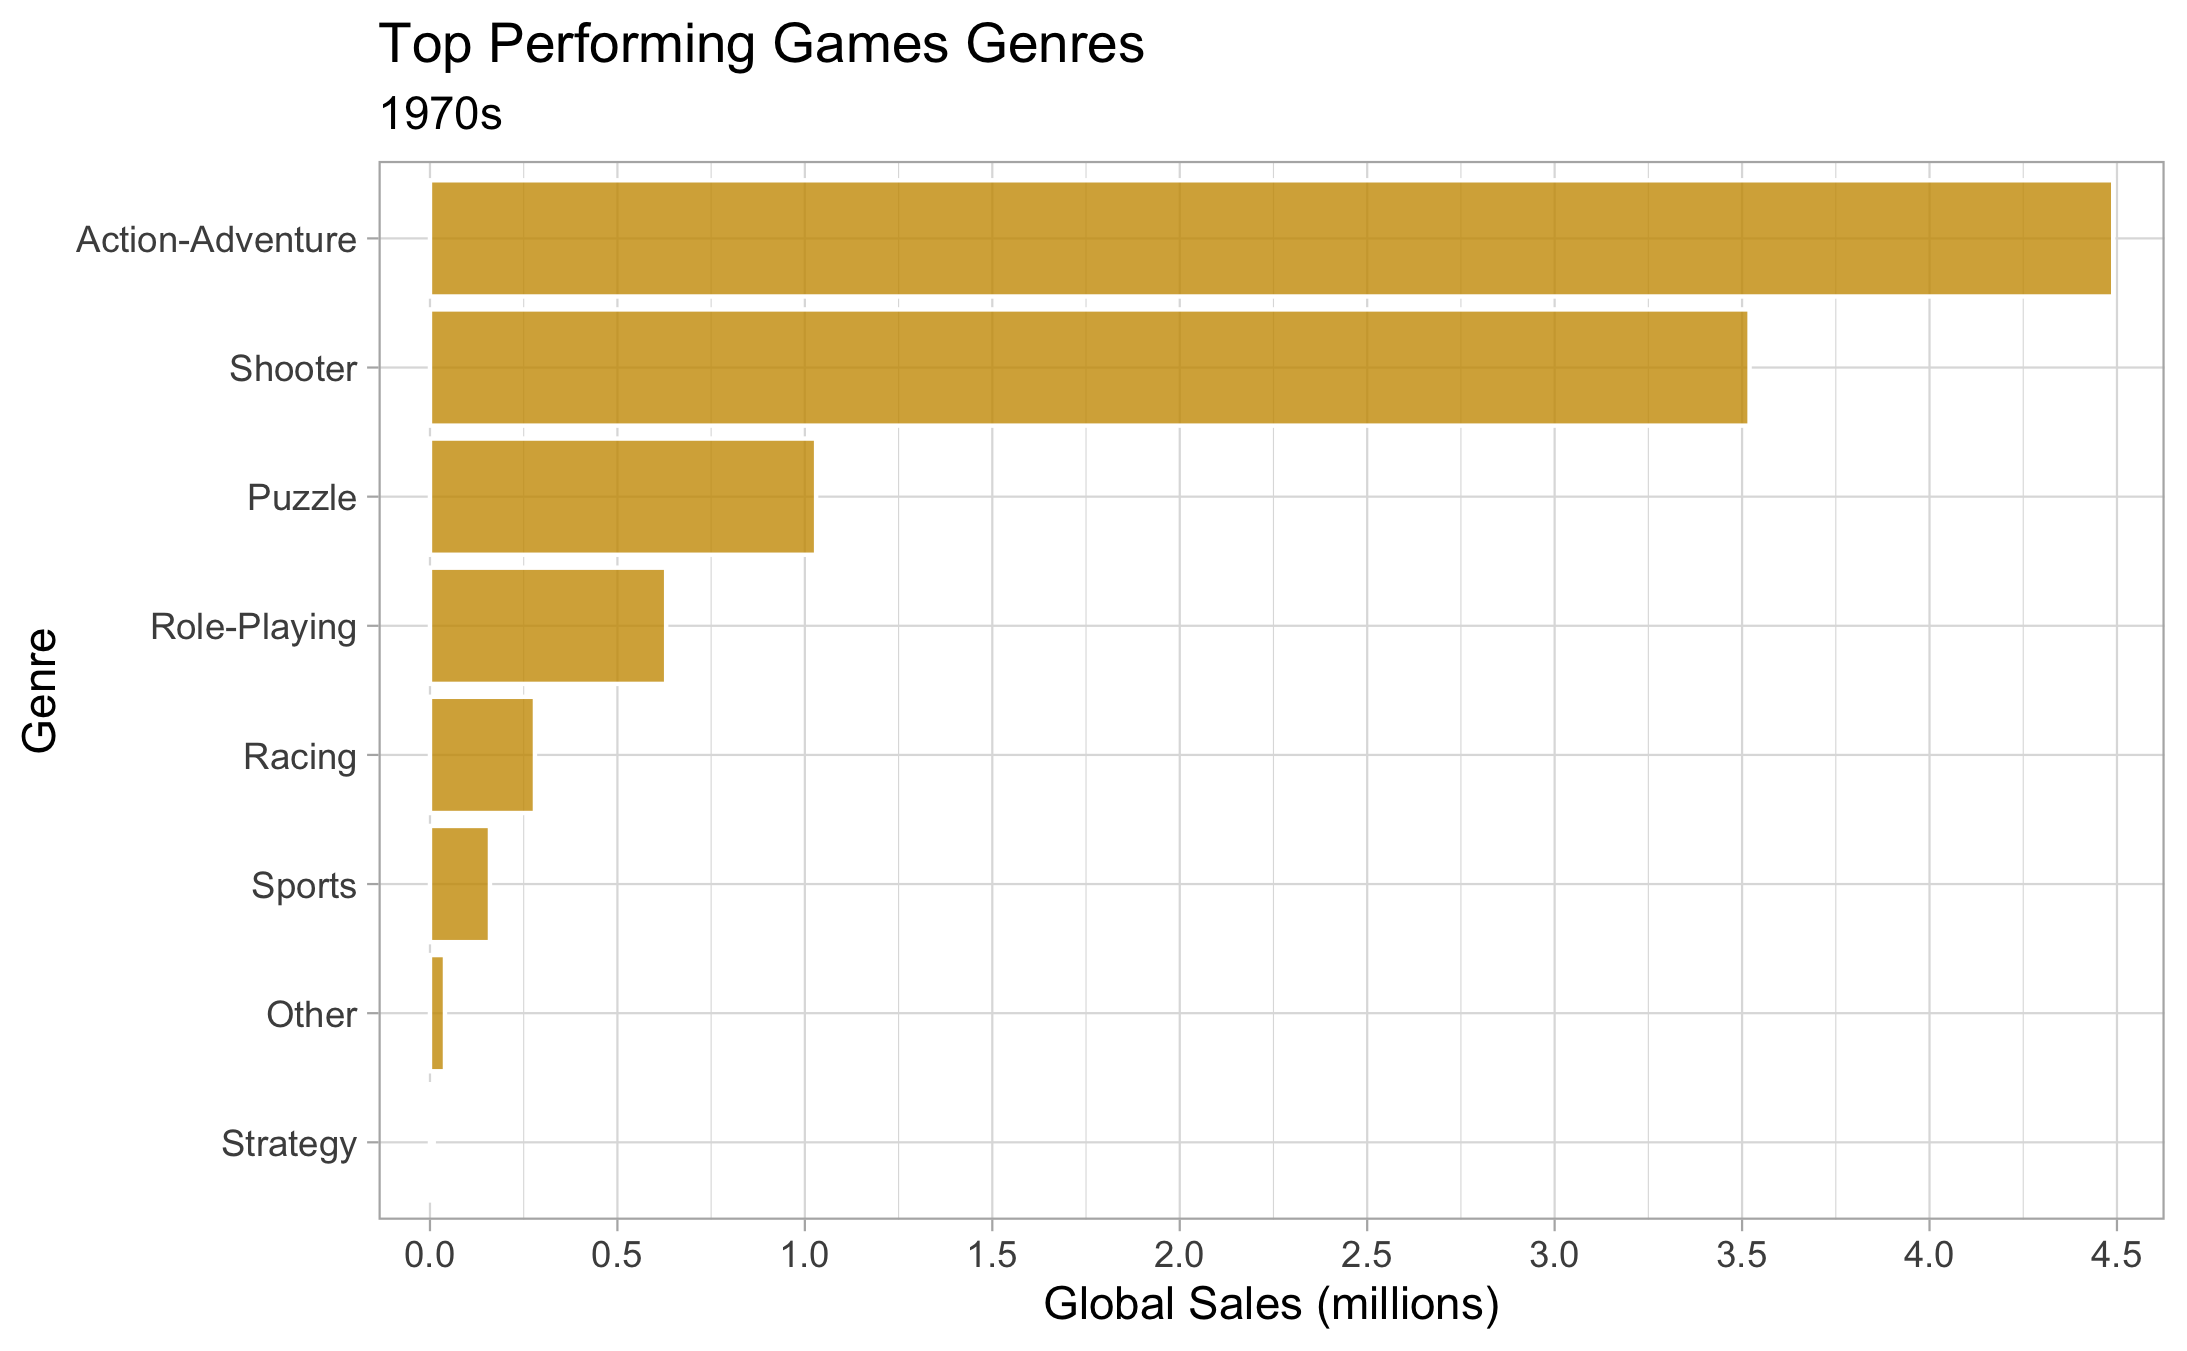 Top Performing Games Genres
1970s
Genre
Action-Adventure
Shooter
Puzzle
Role-Playing
Racing
Sports
Other
Strategy
0.0 0.5 1.0 1.5 2.0 2.5 3.0 3.5 4.0 4.5
Global Sales (millions)